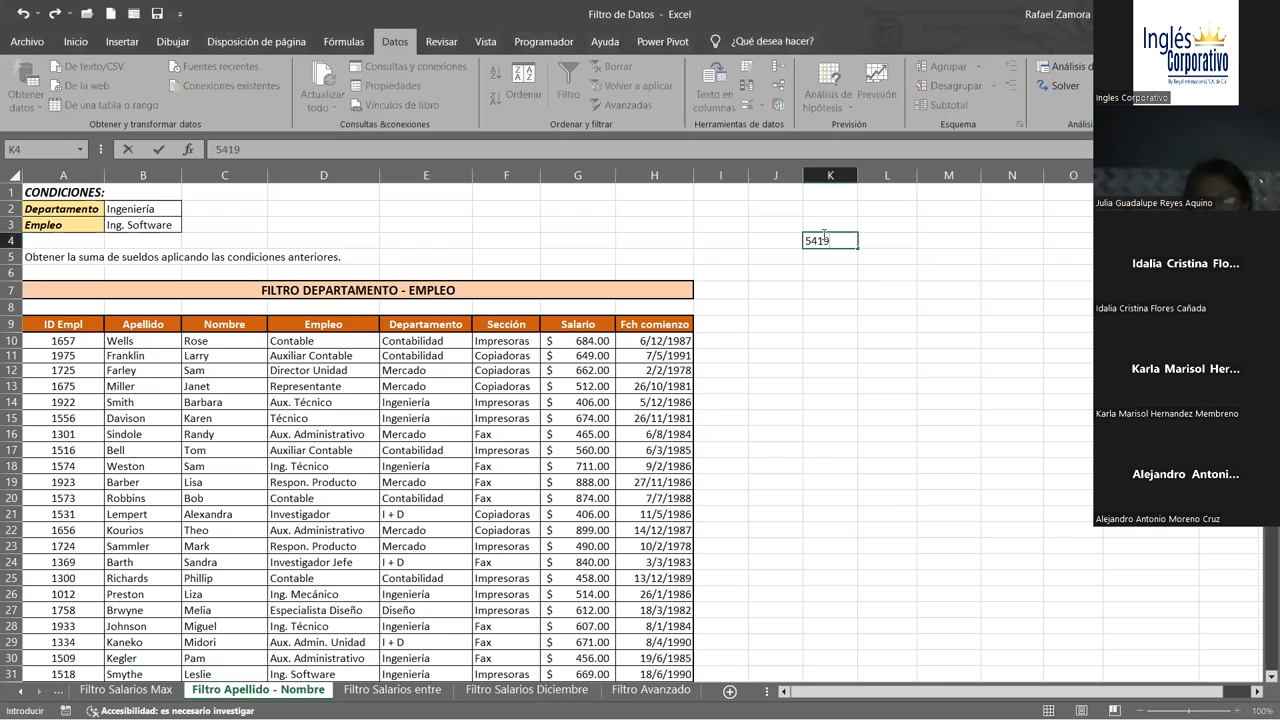 Filtro de Datos - Excel
Rafael Zamora
Archivo Inicio Insertar Dibujar Disposición de página Fórmulas Datos Revisar Vista Programador Ayuda Power Pivot ¿Qué desea hacer?
Obtener datos
De texto/CSV
De la web
De una tabla o rango
Fuentes recientes
Conexiones existentes
Obtener y transformar datos
Actualizar todo
Consultas y conexiones
Propiedades
Vínculos de libro
Consultas &conexiones
Ordenar
Filtro
Borrar
Volver a aplicar
Avanzadas
Ordenar y filtrar
Texto en columnas
Herramientas de datos
Análisis de hipótesis
Previsión
Previsión
Agrupar
Desagrupar
Subtotal
Esquema
Análisis d
Solver
Análisi
K4 fx 5419
A B C D E F G H I J K L M N O
1 CONDICIONES:
2 Departamento Ingeniería
3 Empleo Ing. Software
4 5419
5 Obtener la suma de sueldos aplicando las condiciones anteriores.
6
7 FILTRO DEPARTAMENTO - EMPLEO
8
9 ID Empl Apellido Nombre Empleo Departamento Sección Salario Fch comienzo
10 1657 Wells Rose Contable Contabilidad Impresoras $ 684.00 6/12/1987
11 1975 Franklin Larry Auxiliar Contable Contabilidad Copiadoras $ 649.00 7/5/1991
12 1725 Farley Sam Director Unidad Mercado Copiadoras $ 662.00 2/2/1978
13 1675 Miller Janet Representante Mercado Copiadoras $ 512.00 26/10/1981
14 1922 Smith Barbara Aux. Técnico Ingeniería Impresoras $ 406.00 5/12/1986
15 1556 Davison Karen Técnico Ingeniería Fax $ 674.00 26/11/1981
16 1301 Sindole Randy Aux. Administrativo Mercado Fax $ 465.00 6/8/1984
17 1516 Bell Tom Auxiliar Contable Contabilidad Impresoras $ 560.00 6/3/1985
18 1574 Weston Sam Ing. Técnico Ingeniería Fax $ 711.00 9/2/1986
19 1923 Barber Lisa Respon. Producto Mercado Fax $ 888.00 27/11/1986
20 1573 Robbins Bob Contable Contabilidad Fax $ 874.00 7/7/1988
21 1531 Lempert Alexandra Investigador I + D Copiadoras $ 406.00 11/5/1986
22 1656 Kourios Theo Aux. Administrativo Mercado Copiadoras $ 899.00 14/12/1987
23 1724 Sammler Mark Respon. Producto Mercado Impresoras $ 490.00 10/2/1978
24 1369 Barth Sandra Investigador Jefe I + D Fax $ 840.00 3/3/1983
25 1300 Richards Phillip Contable Contabilidad Impresoras $ 458.00 13/12/1989
26 1012 Preston Liza Ing. Mecánico Ingeniería Impresoras $ 514.00 26/1/1986
27 1758 Brwyne Melia Especialista Diseño Diseño Impresoras $ 612.00 18/3/1982
28 1933 Johnson Miguel Ing. Técnico Ingeniería Fax $ 607.00 8/1/1984
29 1334 Kaneko Midori Aux. Admin. Unidad I + D Fax $ 671.00 8/4/1990
30 1509 Kegler Pam Aux. Administrativo Ingeniería Fax $ 456.00 19/6/1985
31 1518 Smythe Leslie Ing. Software Ingeniería Fax $ 669.00 18/6/1990
... Filtro Salarios Max Filtro Apellido - Nombre Filtro Salarios entre Filtro Salarios Diciembre Filtro Avanzado
Introducir Accesibilidad: es necesario investigar 100%
Inglés
Corporativo
Ingles Corporativo
Julia Guadalupe Reyes Aquino
Idalia Cristina Flo...
Idalia Cristina Flores Cañada
Karla Marisol Her...
Karla Marisol Hernandez Membreno
Alejandro Antoni...
Alejandro Antonio Moreno Cruz